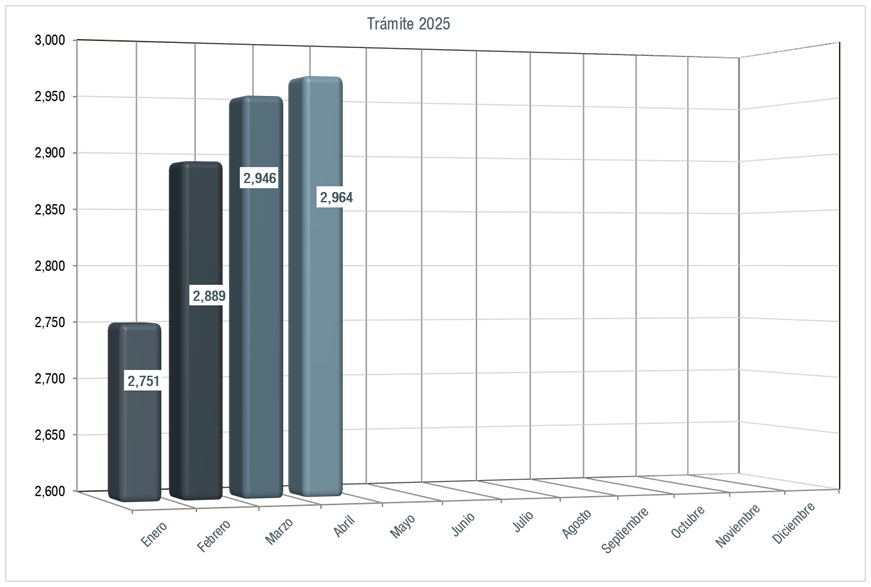 Trámite 2025
3,000
2,950
2,900
2,850
2,800
2,750
2,700
2,650
2,600
2,751
2,889
2,946
2,964
Enero
Febrero
Marzo
Abril
Mayo
Junio
Julio
Agosto
Septiembre
Octubre
Noviembre
Diciembre